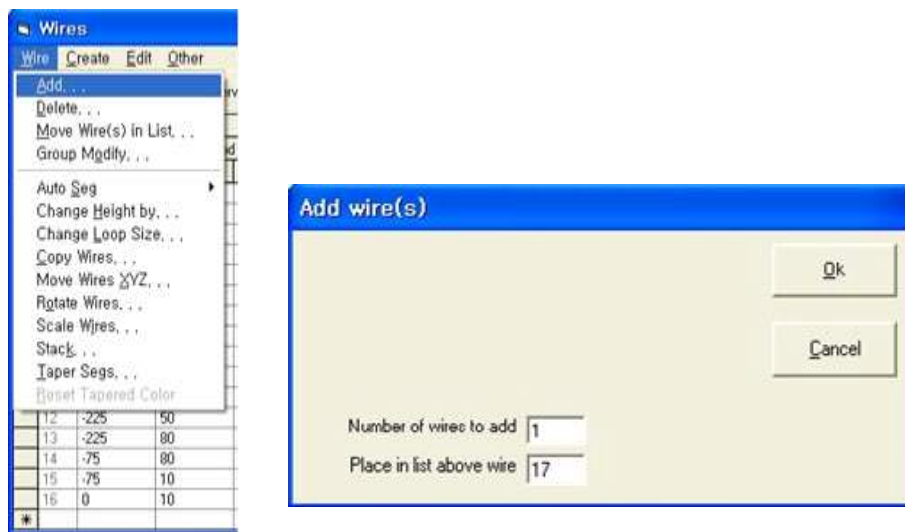 Wires
Wire Create Edit Other
Add. . .
Delete. . .
Move Wire(s) in List. . .
Group Modify. . .
Auto Seg
Change Height by. . .
Change Loop Size. . .
Copy Wires. . .
Move Wires XYZ. . .
Rotate Wires. . .
Scale Wires. . .
Stack. . .
Taper Segs. . .
Reset Tapered Color
12 -225 50
13 -225 80
14 -75 80
15 -75 10
16 0 10
*
Add wire(s)
Ok
Cancel
Number of wires to add 1
Place in list above wire 17